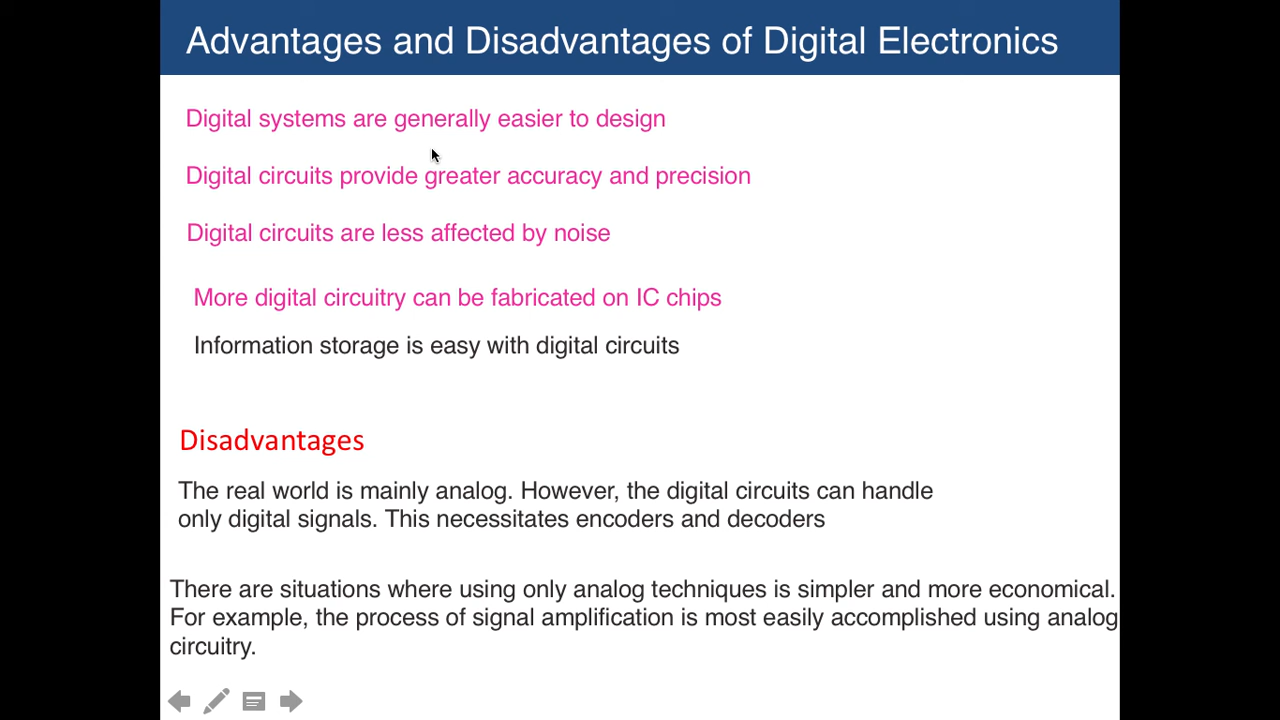 Advantages and Disadvantages of Digital Electronics
Digital systems are generally easier to design
Digital circuits provide greater accuracy and precision
Digital circuits are less affected by noise
More digital circuitry can be fabricated on IC chips
Information storage is easy with digital circuits
Disadvantages
The real world is mainly analog. However, the digital circuits can handle
only digital signals. This necessitates encoders and decoders
There are situations where using only analog techniques is simpler and more economical.
For example, the process of signal amplification is most easily accomplished using analog
circuitry.